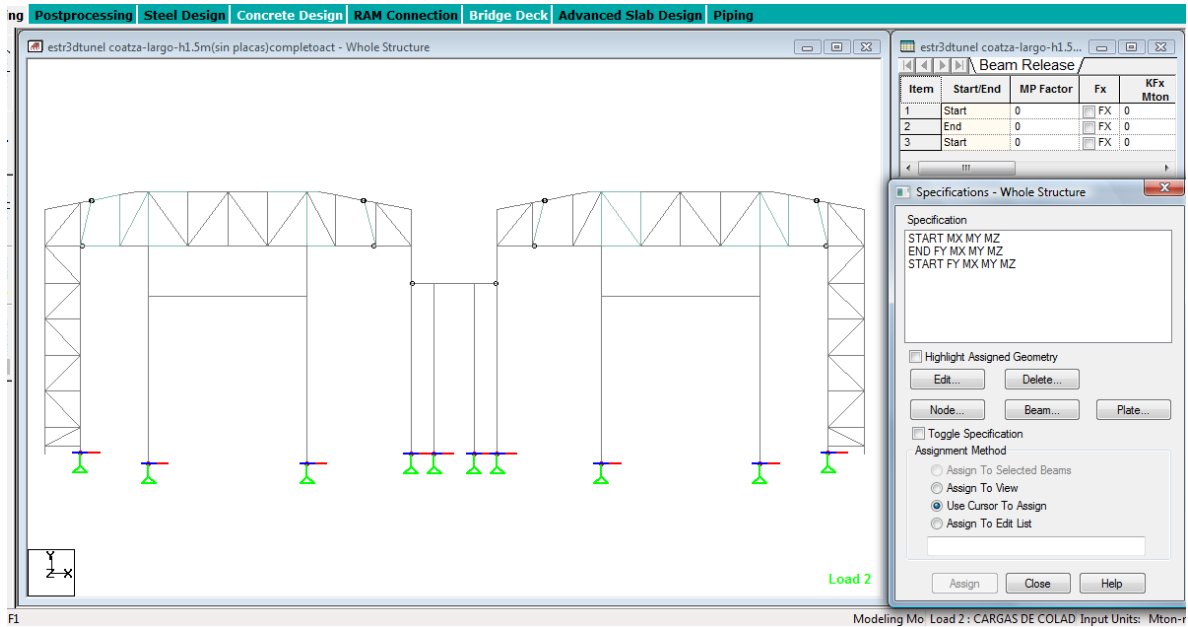 ng Postprocessing Steel Design Concrete Design RAM Connection Bridge Deck Advanced Slab Design Piping
estr3dtunel coatza-largo-h1.5m(sin placas)completoact - Whole Structure
estr3dtunel coatza-largo-h1.5...
Beam Release
Item Start/End MP Factor Fx KFx Mton
1 Start 0 FX 0
2 End 0 FX 0
3 Start 0 FX 0
Specifications - Whole Structure
Specification
START MX MY MZ
END FY MX MY MZ
START FY MX MY MZ
Highlight Assigned Geometry
Edit... Delete...
Node... Beam... Plate...
Toggle Specification
Assignment Method
Assign To Selected Beams
Assign To View
Use Cursor To Assign
Assign To Edit List
Assign Close Help
Y
Z X
Load 2
F1 Modeling Mo Load 2 : CARGAS DE COLAD Input Units: Mton-r